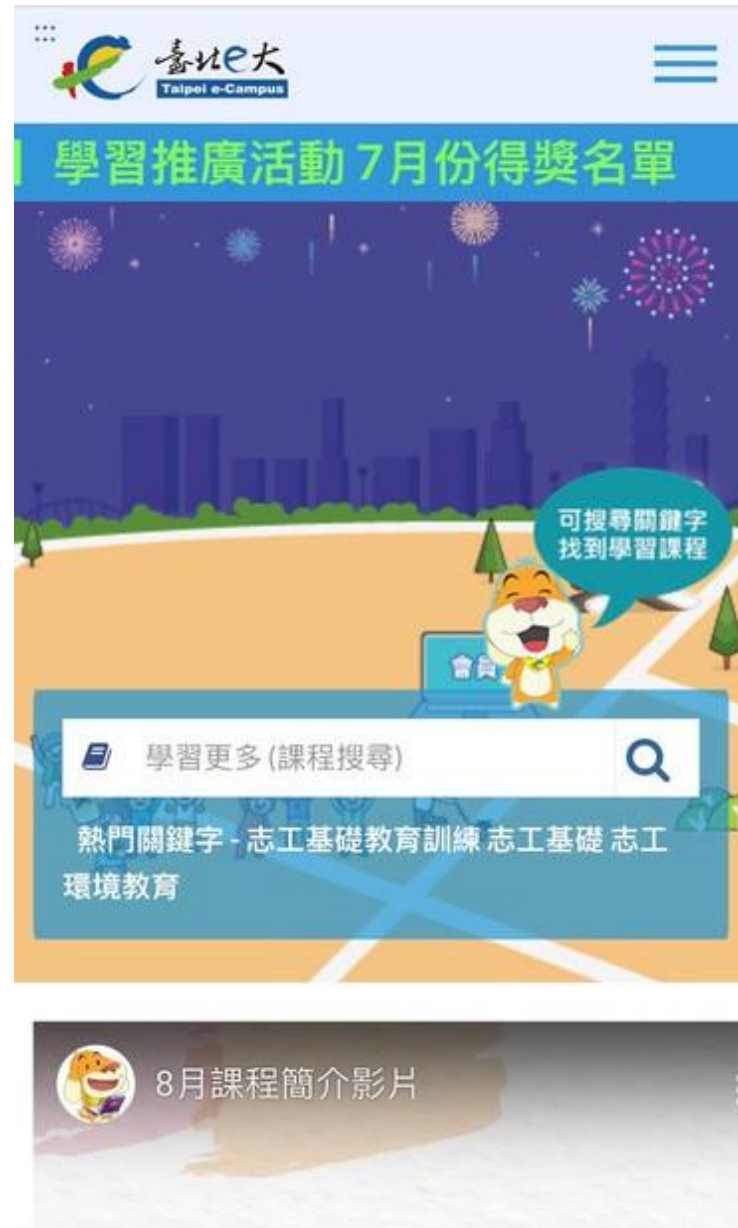 臺北e大
Taipei e-Campus
學習推廣活動 7月份得獎名單
可搜尋關鍵字
找到學習課程
會員
學習更多 (課程搜尋)
熱門關鍵字 - 志工基礎教育訓練 志工基礎 志工
環境教育
8月課程簡介影片